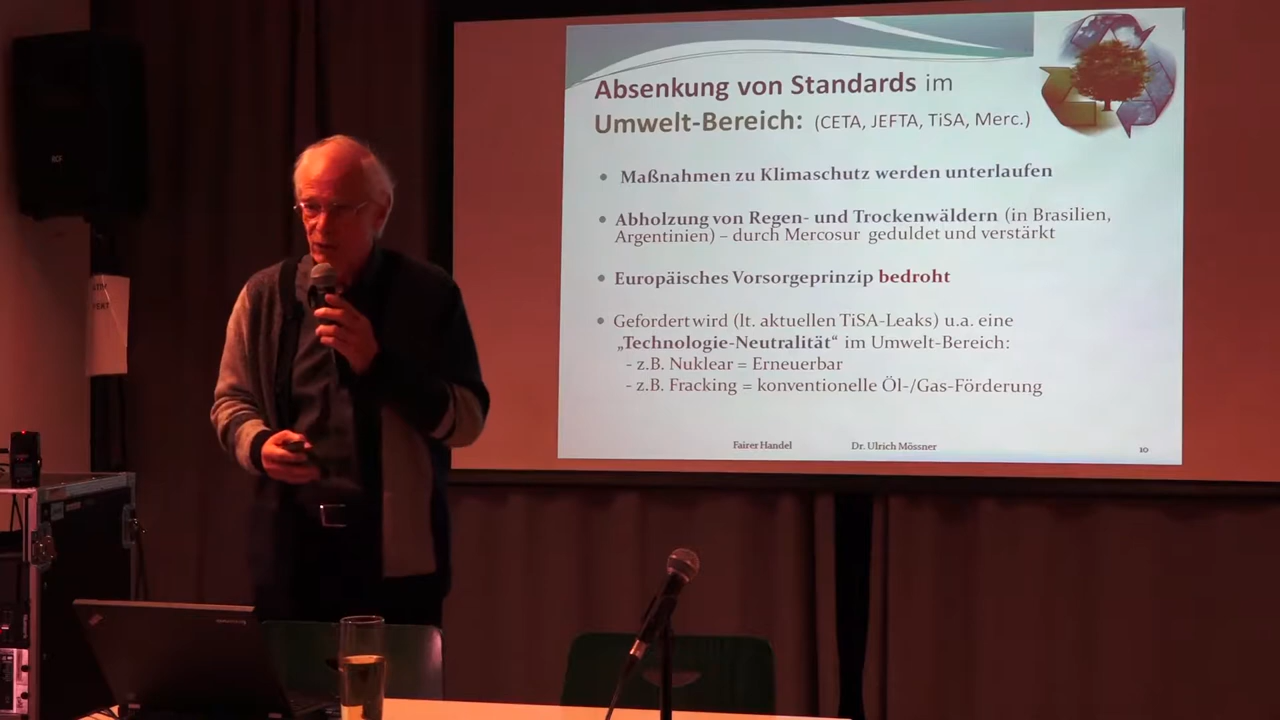 Absenkung von Standards im
Umwelt-Bereich: (CETA, JEFTA, TiSA, Merc.)
• Maßnahmen zu Klimaschutz werden unterlaufen
• Abholzung von Regen- und Trockenwäldern (in Brasilien,
Argentinien) – durch Mercosur geduldet und verstärkt
• Europäisches Vorsorgeprinzip bedroht
• Gefordert wird (lt. aktuellen TiSA-Leaks) u.a. eine
„Technologie-Neutralität“ im Umwelt-Bereich:
- z.B. Nuklear = Erneuerbar
- z.B. Fracking = konventionelle Öl-/Gas-Förderung
Fairer Handel Dr. Ulrich Mössner 10